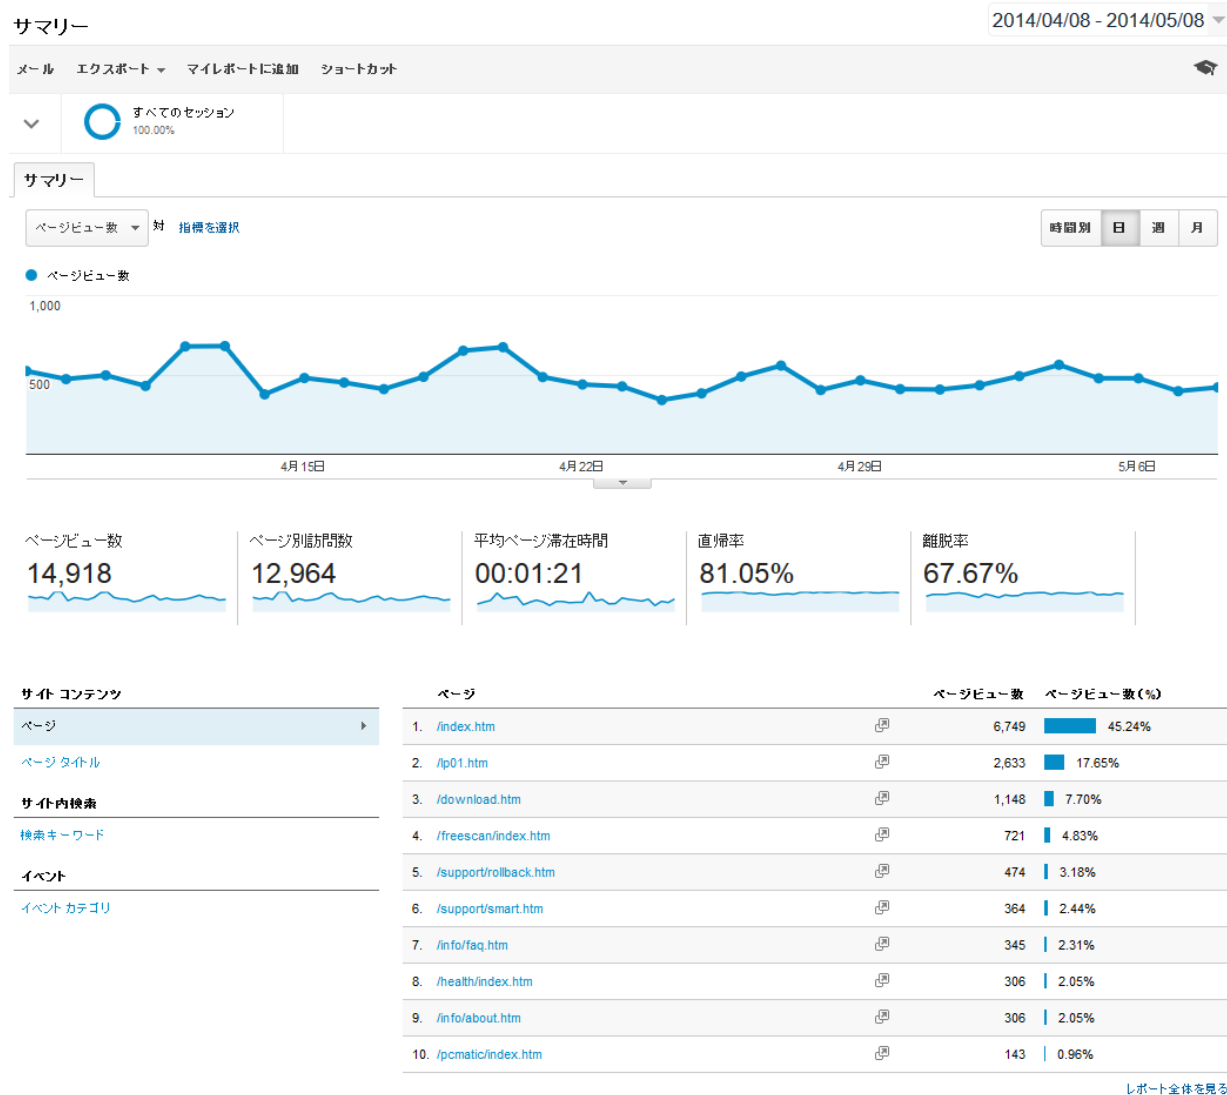 サマリー
2014/04/08 - 2014/05/08
メール エクスポート マイレポートに追加 ショートカット
すべてのセッション
100.00%
サマリー
ページビュー数 対 指標を選択
時間別 日 週 月
ページビュー数
1,000
500
4月15日 4月22日 4月29日 5月6日
ページビュー数 ページ別訪問数 平均ページ滞在時間 直帰率 離脱率
14,918 12,964 00:01:21 81.05% 67.67%
サイト コンテンツ
ページ
ページ タイトル
サイト内検索
検索キーワード
イベント
イベント カテゴリ
ページ ページビュー数 ページビュー数(%)
1. /index.htm 6,749 45.24%
2. /lp01.htm 2,633 17.65%
3. /download.htm 1,148 7.70%
4. /freescan/index.htm 721 4.83%
5. /support/rollback.htm 474 3.18%
6. /support/smart.htm 364 2.44%
7. /info/faq.htm 345 2.31%
8. /health/index.htm 306 2.05%
9. /info/about.htm 306 2.05%
10. /pcmatic/index.htm 143 0.96%
レポート全体を見る